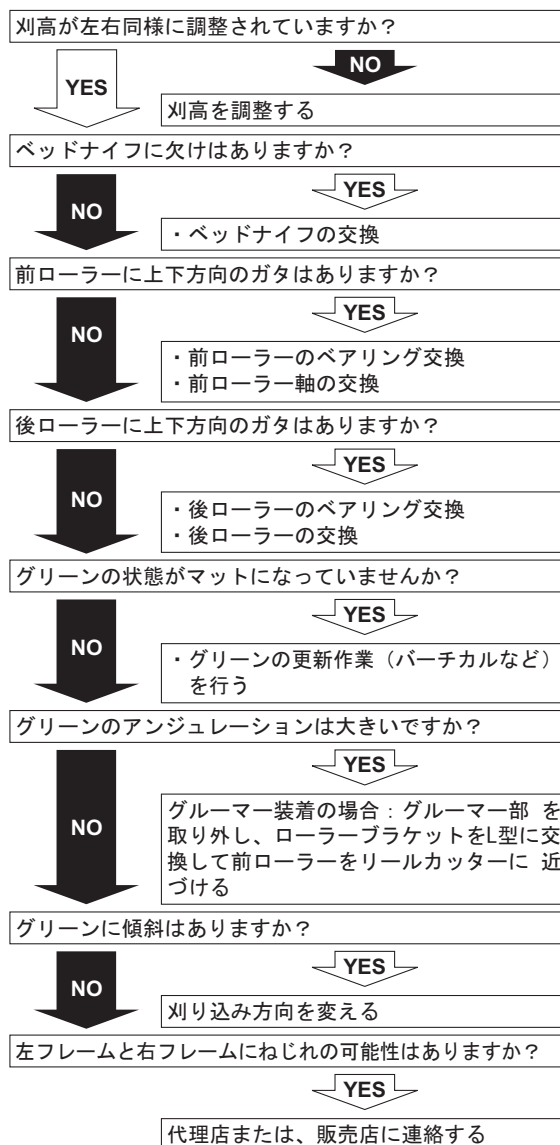 刈高が左右同様に調整されていますか？
YES
NO
刈高を調整する
ベッドナイフに欠けはありますか？
NO
YES
・ベッドナイフの交換
前ローラーに上下方向のガタはありますか？
NO
YES
・前ローラーのベアリング交換
・前ローラー軸の交換
後ローラーに上下方向のガタはありますか？
NO
YES
・後ローラーのベアリング交換
・後ローラーの交換
グリーンの状態がマットになっていませんか？
NO
YES
・グリーンの更新作業（バーチカルなど）
を行う
グリーンのアンジュレーションは大きいですか？
NO
YES
グルーマー装着の場合：グルーマー部 を
取り外し、ローラーブラケットをL型に交
換して前ローラーをリールカッターに 近
づける
グリーンに傾斜はありますか？
NO
YES
刈り込み方向を変える
左フレームと右フレームにねじれの可能性はありますか？
YES
代理店または、販売店に連絡する